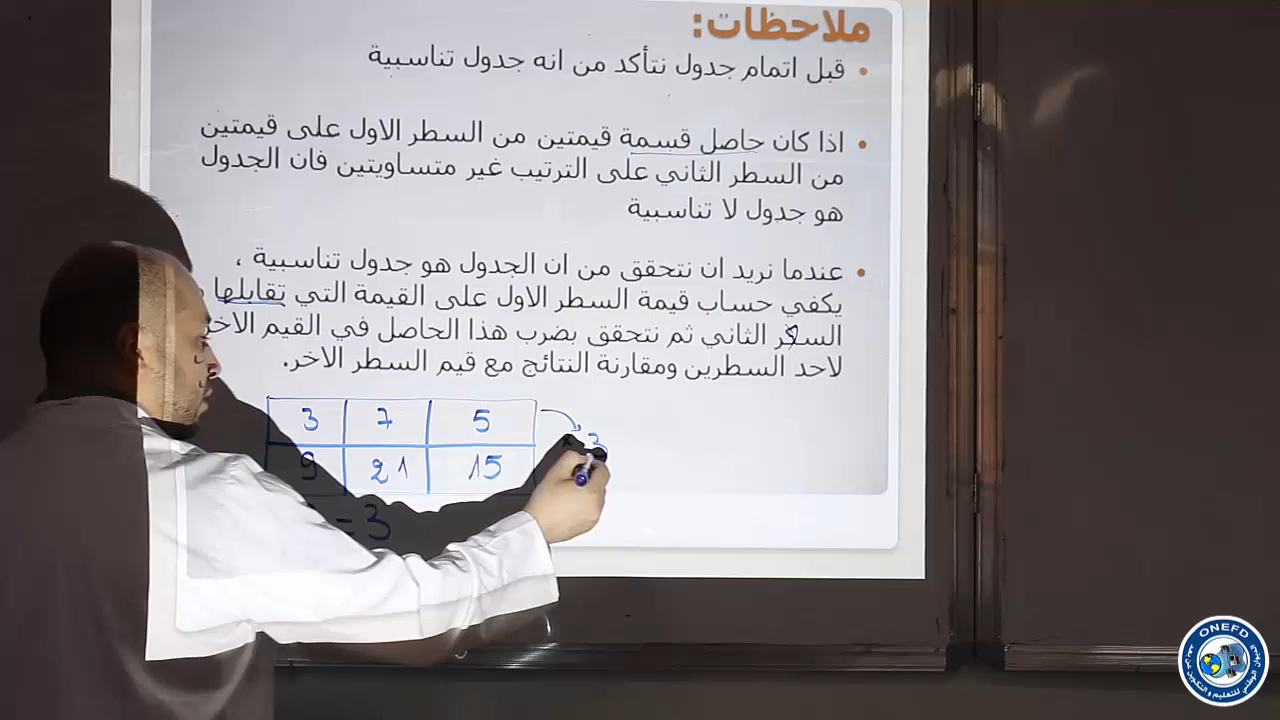 ملاحظات:
• قبل اتمام جدول نتأكد من انه جدول تناسبية
• اذا كان حاصل قسمة قيمتين من السطر الاول على قيمتين
من السطر الثاني على الترتيب غير متساويتين فان الجدول
هو جدول لا تناسبية
• عندما نريد ان نتحقق من ان الجدول هو جدول تناسبية ،
يكفي حساب قيمة السطر الاول على القيمة التي تقابلها
السطر الثاني ثم نتحقق بضرب هذا الحاصل في القيم
لاحد السطرين ومقارنة النتائج مع قيم السطر الاخر.
3 7 5
× 3
9 21 15
= 3
ONEFD